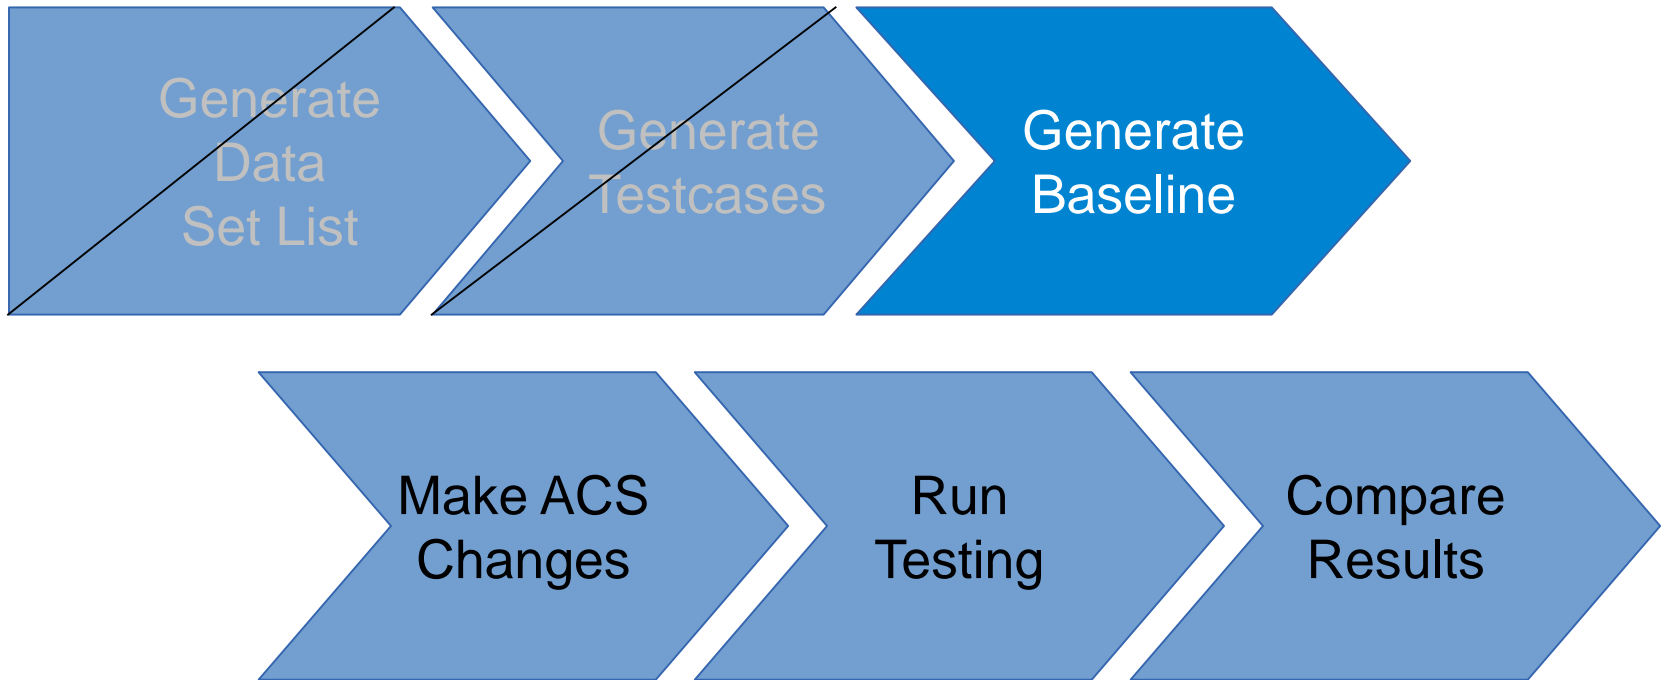 Generate
Data
Set List
Generate
Testcases
Generate
Baseline
Make ACS
Changes
Run
Testing
Compare
Results